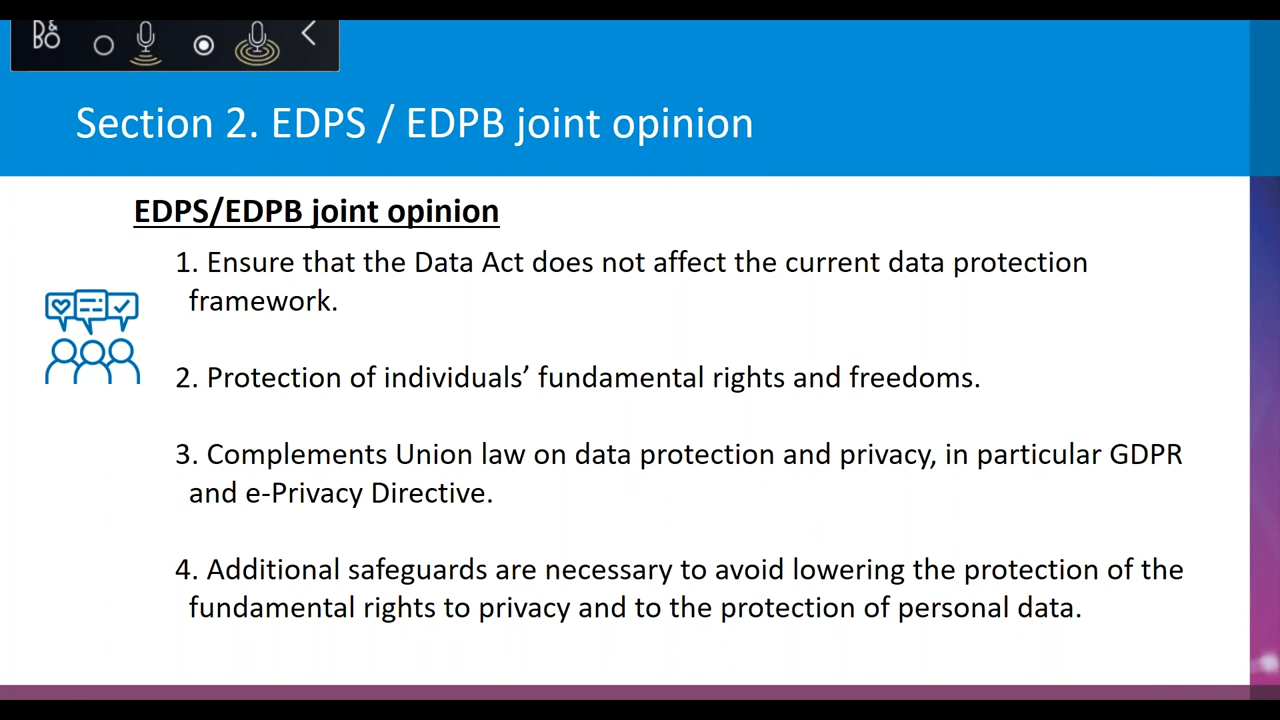 B&O
Section 2. EDPS / EDPB joint opinion
EDPS/EDPB joint opinion
1. Ensure that the Data Act does not affect the current data protection
framework.
2. Protection of individuals’ fundamental rights and freedoms.
3. Complements Union law on data protection and privacy, in particular GDPR
and e-Privacy Directive.
4. Additional safeguards are necessary to avoid lowering the protection of the
fundamental rights to privacy and to the protection of personal data.